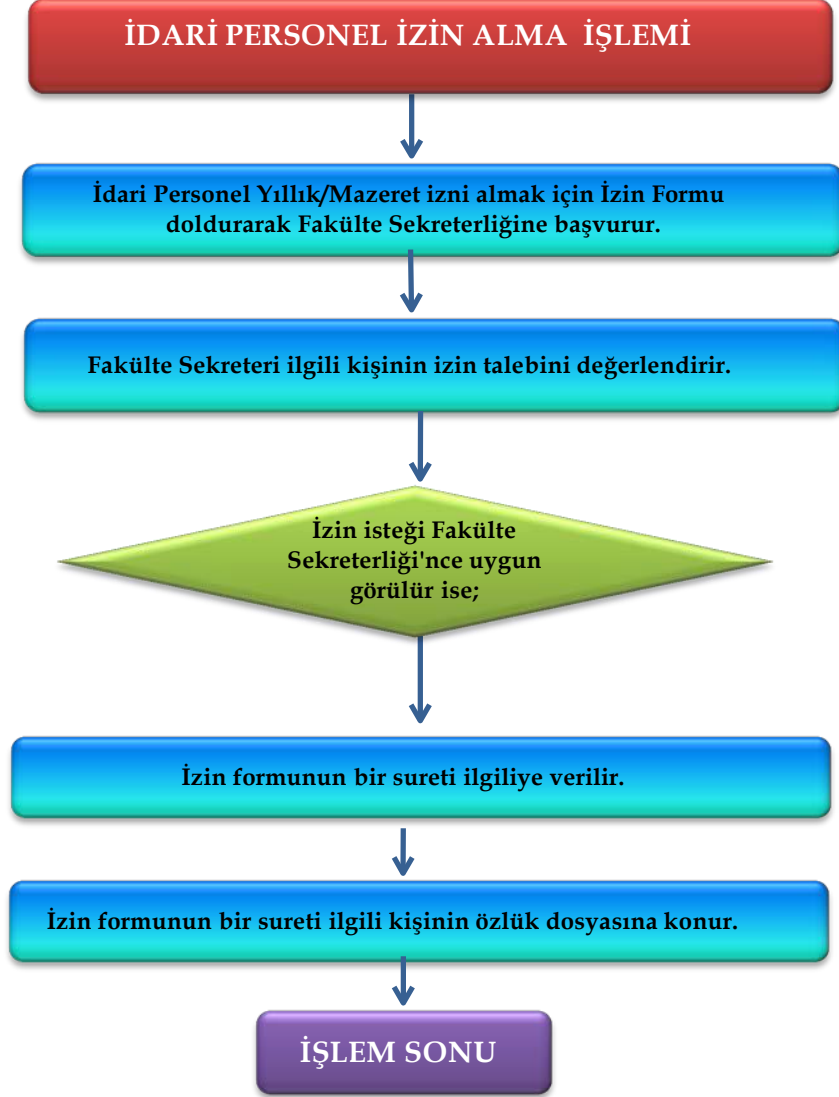 İDARİ PERSONEL İZİN ALMA İŞLEMİ
İdari Personel Yıllık/Mazeret izni almak için İzin Formu
doldurarak Fakülte Sekreterliğine başvurur.
Fakülte Sekreteri ilgili kişinin izin talebini değerlendirir.
İzin isteği Fakülte
Sekreterliği'nce uygun
görülür ise;
İzin formunun bir sureti ilgiliye verilir.
İzin formunun bir sureti ilgili kişinin özlük dosyasına konur.
İŞLEM SONU